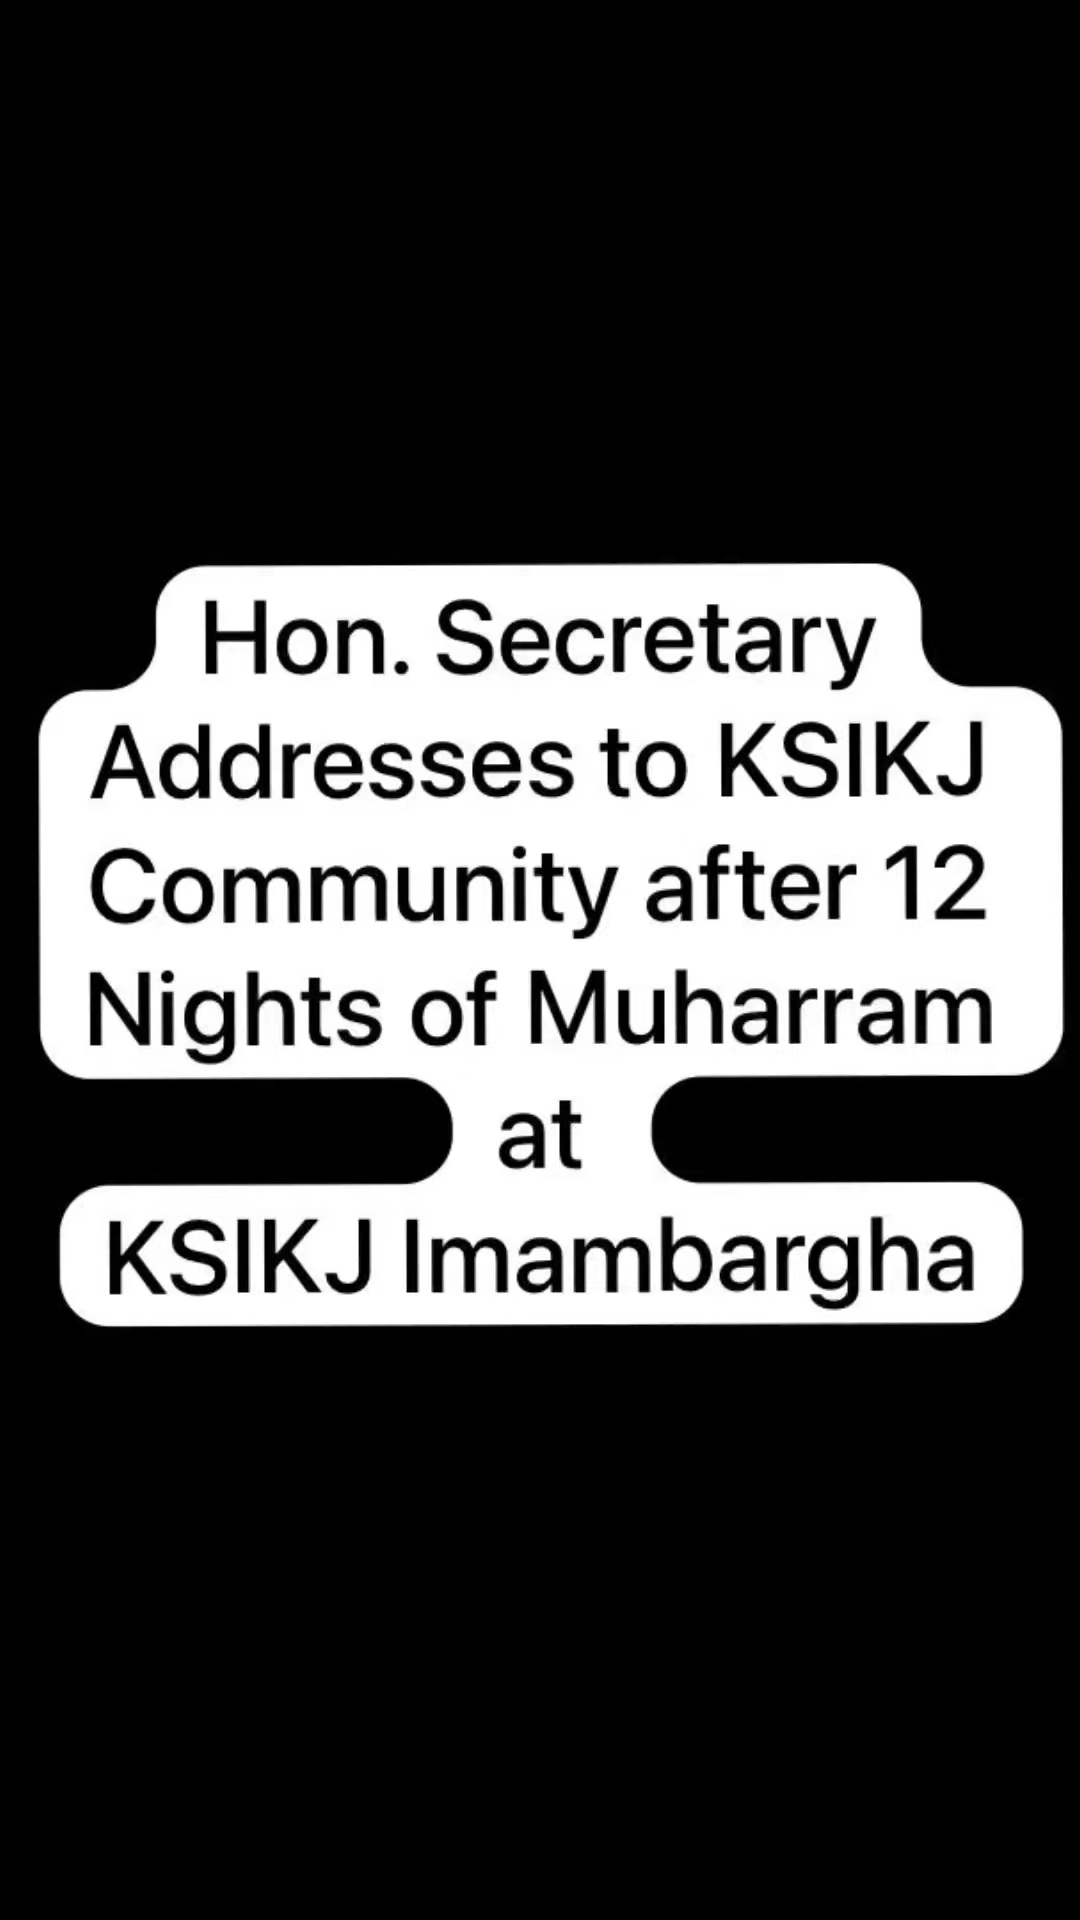 Hon. Secretary
Addresses to KSIKJ
Community after 12
Nights of Muharram
at
KSIKJ Imambargha